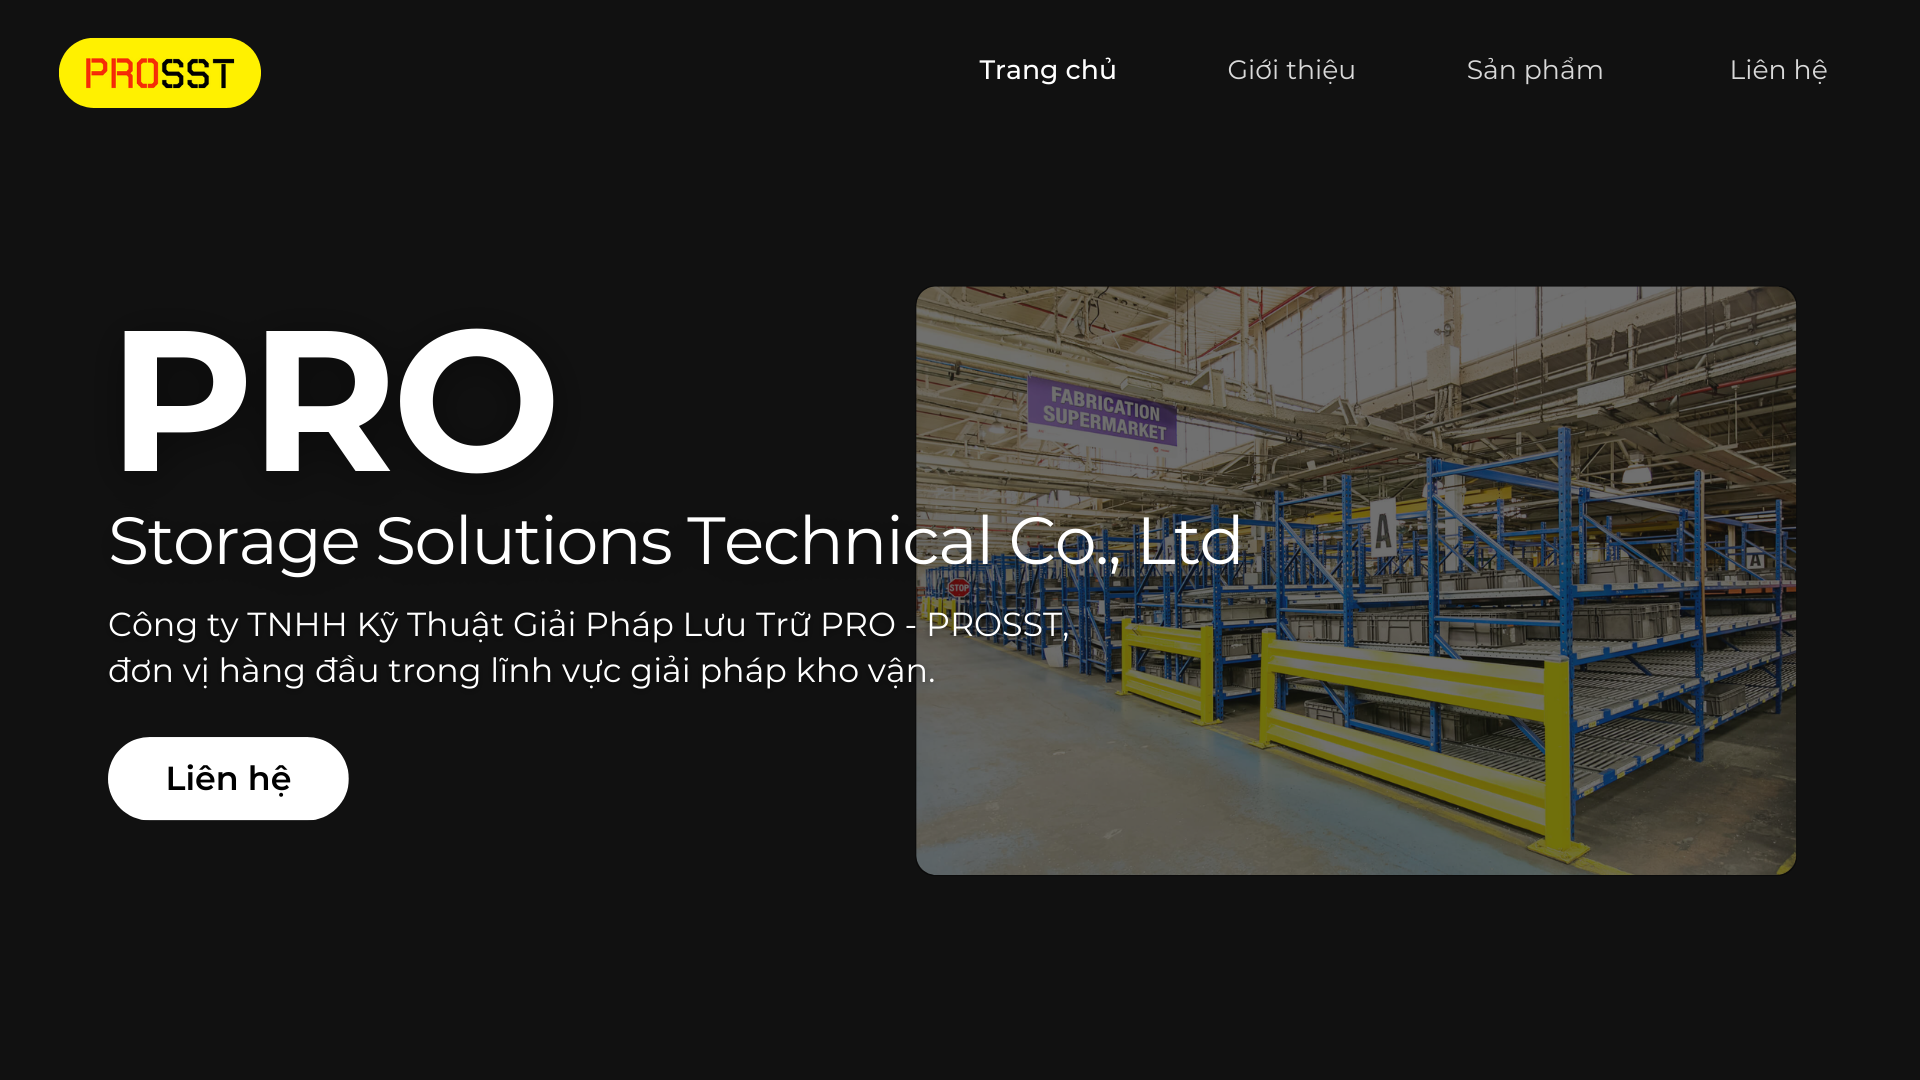 PROSST
Trang chủ
Giới thiệu
Sản phẩm
Liên hệ
PRO
Storage Solutions Technical Co., Ltd
Công ty TNHH Kỹ Thuật Giải Pháp Lưu Trữ PRO - PROSST,
đơn vị hàng đầu trong lĩnh vực giải pháp kho vận.
Liên hệ
FABRICATION
SUPERMARKET
A
A
STOP